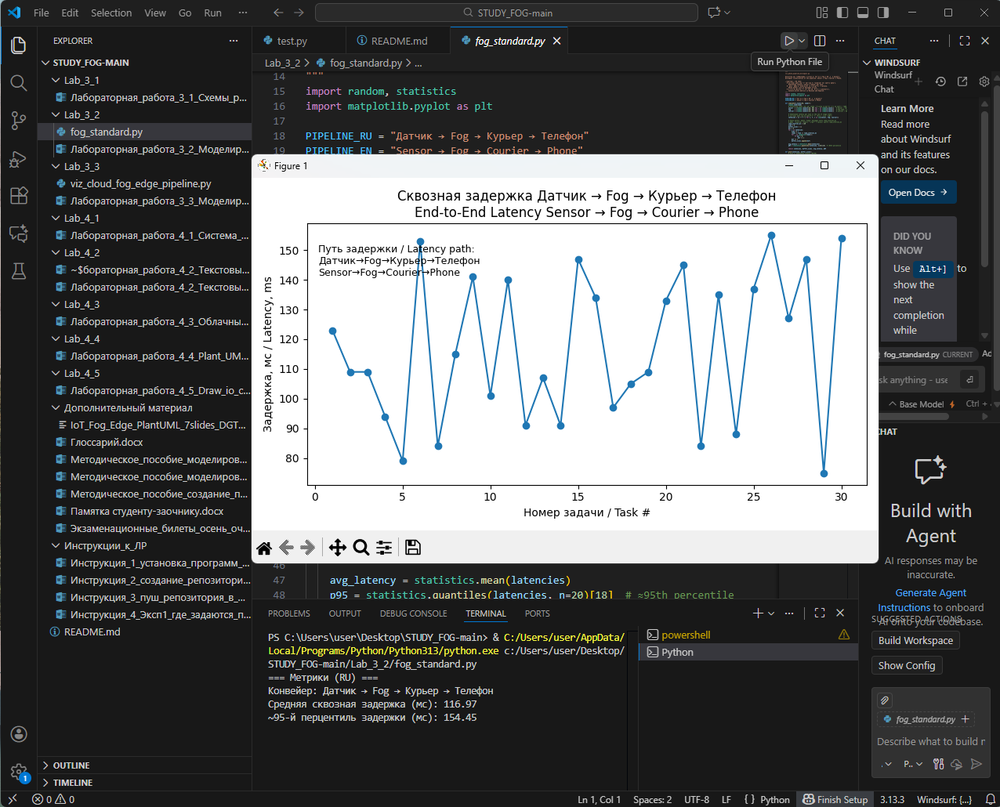 File Edit Selection View Go Run ···
STUDY_FOG-main
EXPLORER
STUDY_FOG-MAIN
Lab_3_1
Лабораторная_работа_3_1_Схемы_р...
Lab_3_2
fog_standard.py
Лабораторная_работа_3_2_Моделир...
Lab_3_3
viz_cloud_fog_edge_pipeline.py
Лабораторная_работа_3_3_Моделир...
Lab_4_1
Лабораторная_работа_4_1_Система_...
Lab_4_2
~$бораторная_работа_4_2_Текстовы...
Лабораторная_работа_4_2_Текстовы...
Lab_4_3
Лабораторная_работа_4_3_Облачны...
Lab_4_4
Лабораторная_работа_4_4_Plant_UM...
Lab_4_5
Лабораторная_работа_4_5_Draw_io_с...
Дополнительный материал
IoT_Fog_Edge_PlantUML_7slides_DGT...
Глоссарий.docx
Методическое_пособие_моделиров...
Методическое_пособие_моделиров...
Методическое_пособие_создание_п...
Памятка студенту-заочнику.docx
Экзаменационные_билеты_осень_оч...
Инструкции_к_ЛР
Инструкция_1_установка_программ_...
Инструкция_2_создание_репозитори...
Инструкция_3_пуш_репозитория_в_...
Инструкция_4_Эксп1_где_задаются_п...
README.md
OUTLINE
TIMELINE
test.py
README.md
fog_standard.py
Run Python File
Lab_3_2 > fog_standard.py > ...
14 """
15 import random, statistics
16 import matplotlib.pyplot as plt
17
18 PIPELINE_RU = "Датчик → Fog → Курьер → Телефон"
19 PIPELINE_EN = "Sensor → Fog → Courier → Phone"
Figure 1
Сквозная задержка Датчик → Fog → Курьер → Телефон
End-to-End Latency Sensor → Fog → Courier → Phone
Путь задержки / Latency path:
Датчик→Fog→Курьер→Телефон
Sensor→Fog→Courier→Phone
Задержка, мс / Latency, ms
150
140
130
120
110
100
90
80
0 5 10 15 20 25 30
Номер задачи / Task #
46
47 avg_latency = statistics.mean(latencies)
48 p95 = statistics.quantiles(latencies, n=20)[18] # ≈95th percentile
PROBLEMS OUTPUT DEBUG CONSOLE TERMINAL PORTS
PS C:\Users\user\Desktop\STUDY_FOG-main> & C:/Users/user/AppData/
Local/Programs/Python/Python313/python.exe c:/Users/user/Desktop/
STUDY_FOG-main/Lab_3_2/fog_standard.py
=== Метрики (RU) ===
Конвейер: Датчик → Fog → Курьер → Телефон
Средняя сквозная задержка (мс): 116.97
~95-й перцентиль задержки (мс): 154.45
powershell
Python
CHAT
WINDSURF
Windsurf
Chat
Learn More
Read more
about Windsurf
and its features
on our docs.
Open Docs →
DID YOU
KNOW
Use Alt+] to
show the
next
completion
while
fog_standard.py CURRENT Ad
sk anything - use
Base Model Ctrl +
CHAT
Build with
Agent
AI responses may be
inaccurate.
Generate Agent
Instructions to onboard
AI onto your codebase.
SUGGESTED ACTIONS
Build Workspace
Show Config
fog_standard.py +
Describe what to build n
P..
1
0 0
Ln 1, Col 1 Spaces: 2 UTF-8 LF { } Python Finish Setup 3.13.3 Windsurf: {...}